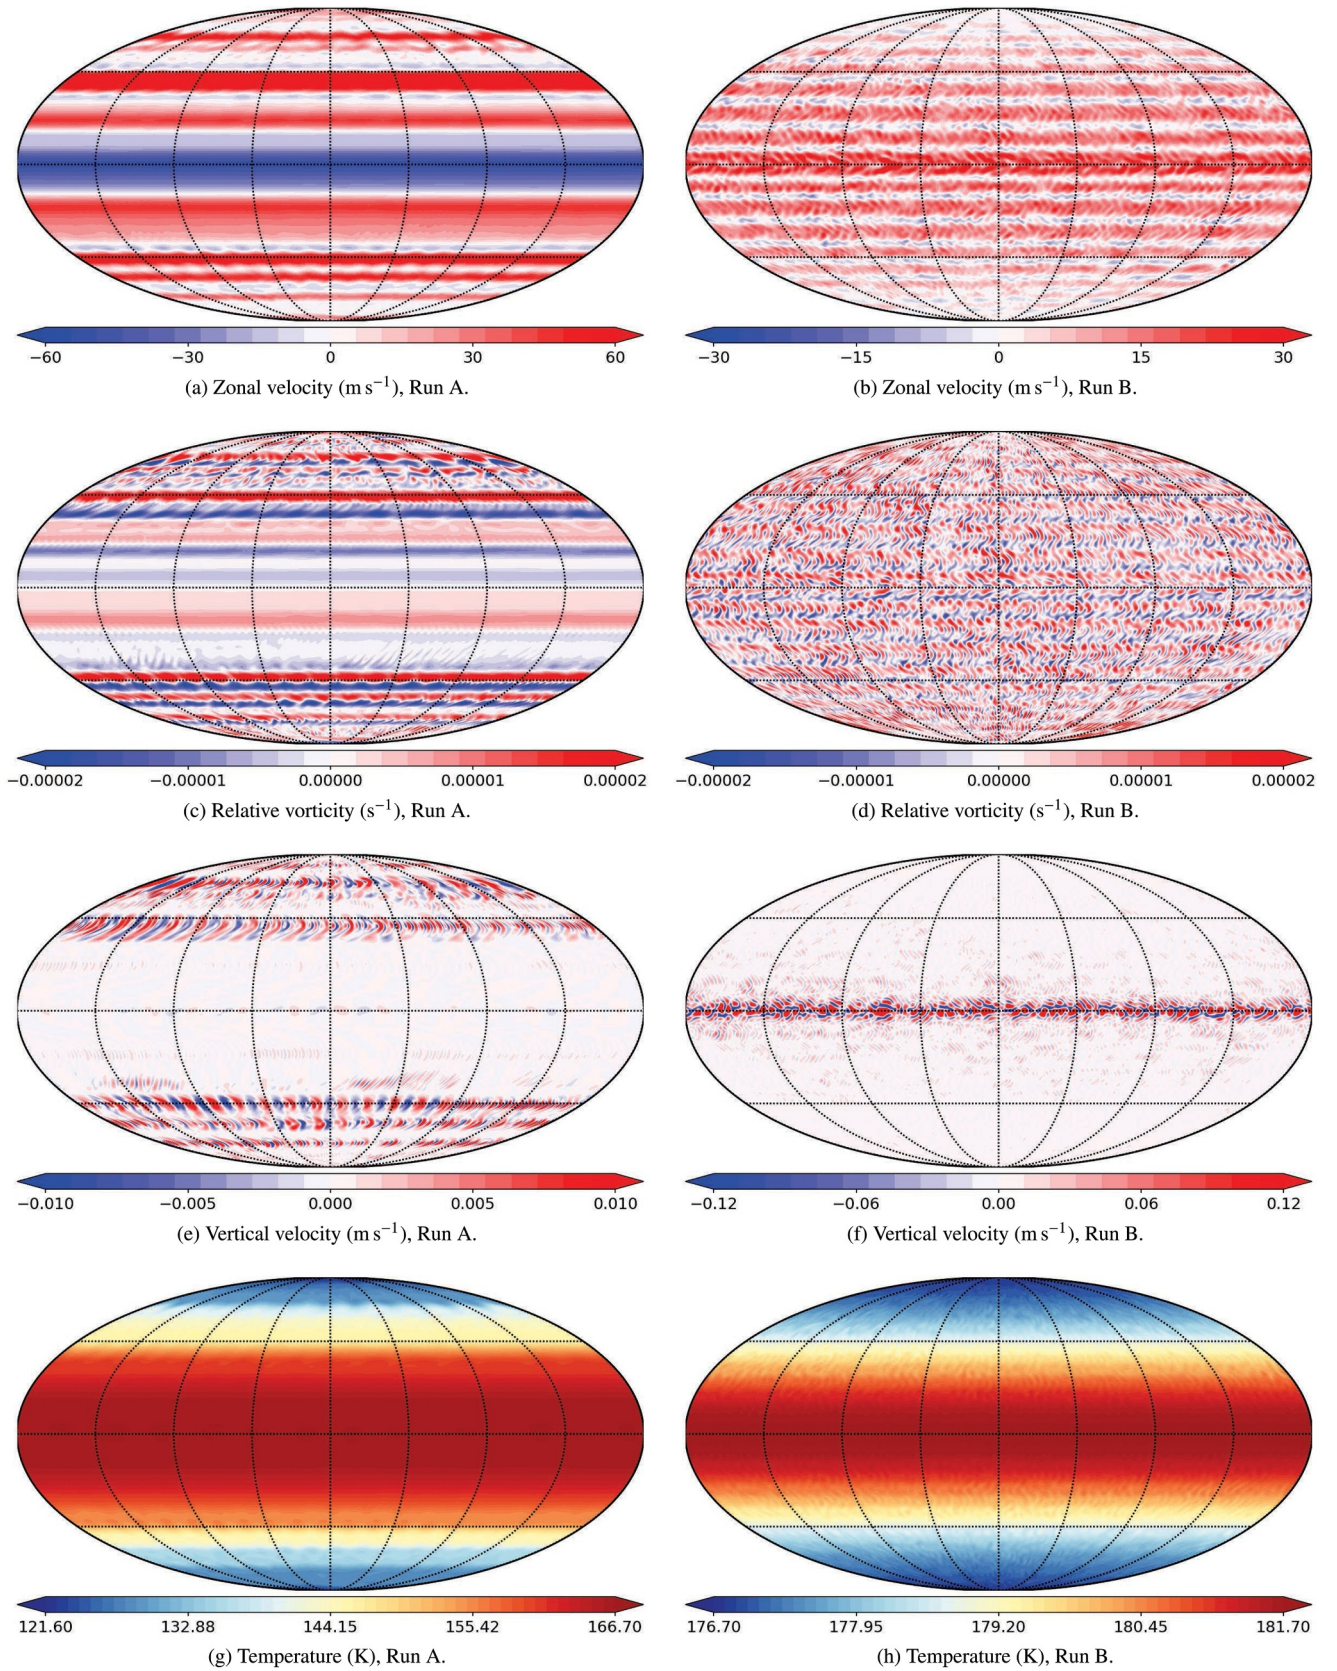 −60 −30 0 30 60
(a) Zonal velocity (m s−1), Run A.
−30 −15 0 15 30
(b) Zonal velocity (m s−1), Run B.
−0.00002 −0.00001 0.00000 0.00001 0.00002
(c) Relative vorticity (s−1), Run A.
−0.00002 −0.00001 0.00000 0.00001 0.00002
(d) Relative vorticity (s−1), Run B.
−0.010 −0.005 0.000 0.005 0.010
(e) Vertical velocity (m s−1), Run A.
−0.12 −0.06 0.00 0.06 0.12
(f) Vertical velocity (m s−1), Run B.
121.60 132.88 144.15 155.42 166.70
(g) Temperature (K), Run A.
176.70 177.95 179.20 180.45 181.70
(h) Temperature (K), Run B.